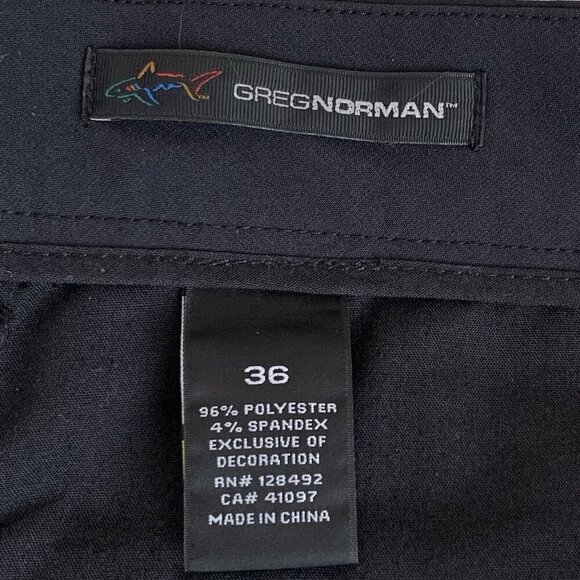 GREGNORMAN™
36
96% POLYESTER
4% SPANDEX
EXCLUSIVE OF
DECORATION
RN# 128492
CA# 41097
MADE IN CHINA